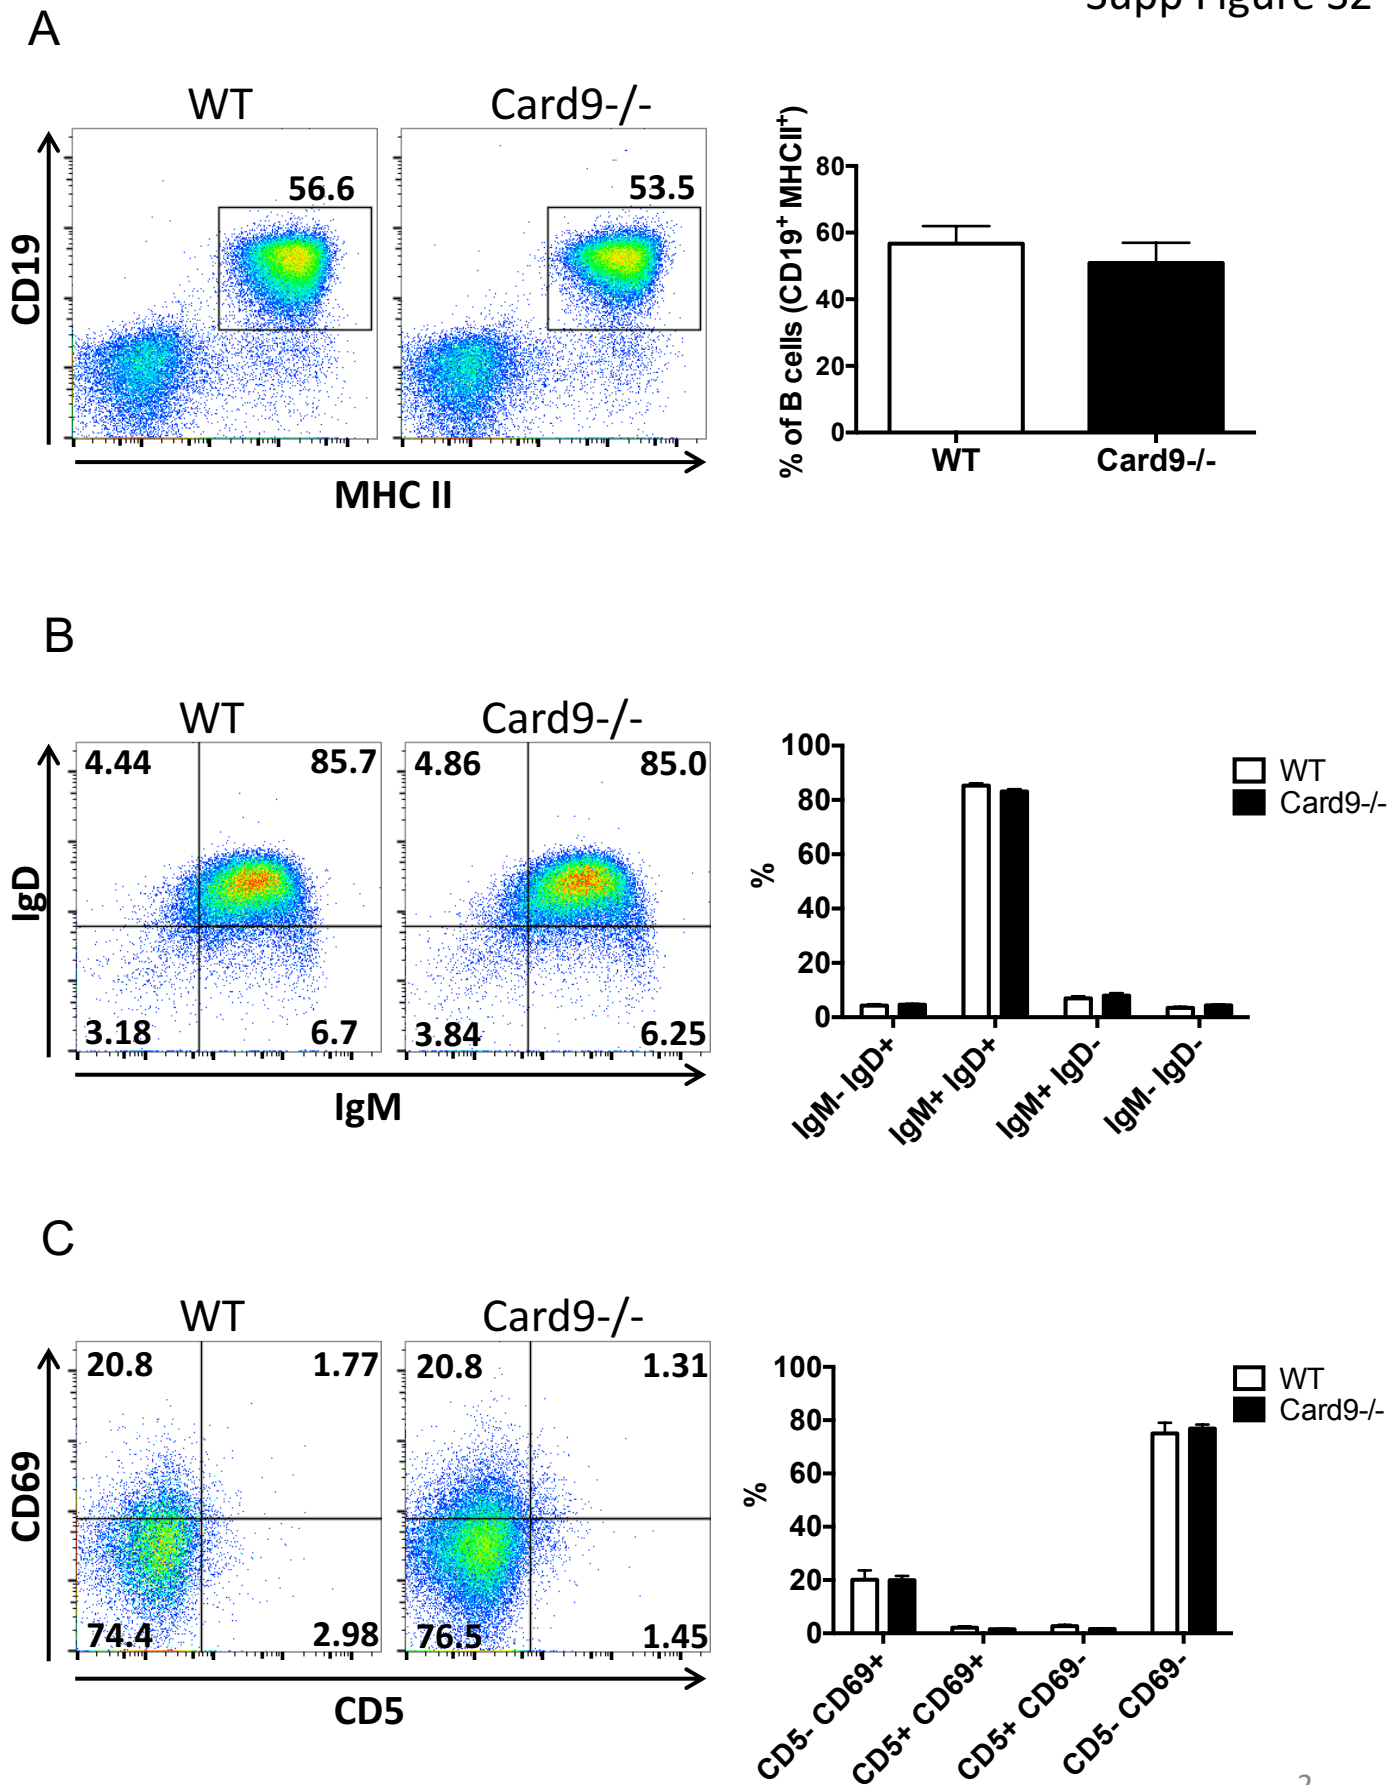 Supp Figure S2
A
WT
Card9-/-
56.6
53.5
CD19
MHC II
% of B cells (CD19+ MHCII+)
80
60
40
20
0
WT
Card9-/-
B
WT
Card9-/-
4.44
85.7
4.86
85.0
3.18
6.7
3.84
6.25
IgD
IgM
%
100
80
60
40
20
0
IgM- IgD+
IgM+ IgD+
IgM+ IgD-
IgM- IgD-
WT
Card9-/-
C
WT
Card9-/-
20.8
1.77
20.8
1.31
74.4
2.98
76.5
1.45
CD69
CD5
%
100
80
60
40
20
0
CD5- CD69+
CD5+ CD69+
CD5+ CD69-
CD5- CD69-
WT
Card9-/-
2